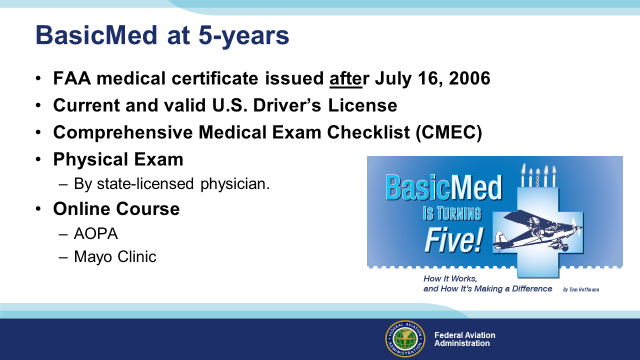 BasicMed at 5-years
• FAA medical certificate issued after July 16, 2006
• Current and valid U.S. Driver's License
• Comprehensive Medical Exam Checklist (CMEC)
• Physical Exam
– By state-licensed physician.
• Online Course
– AOPA
– Mayo Clinic
BasicMed
IS TURNING
Five!
How It Works,
and How It's Making a Difference
By Tom Hoffmann
Federal Aviation
Administration